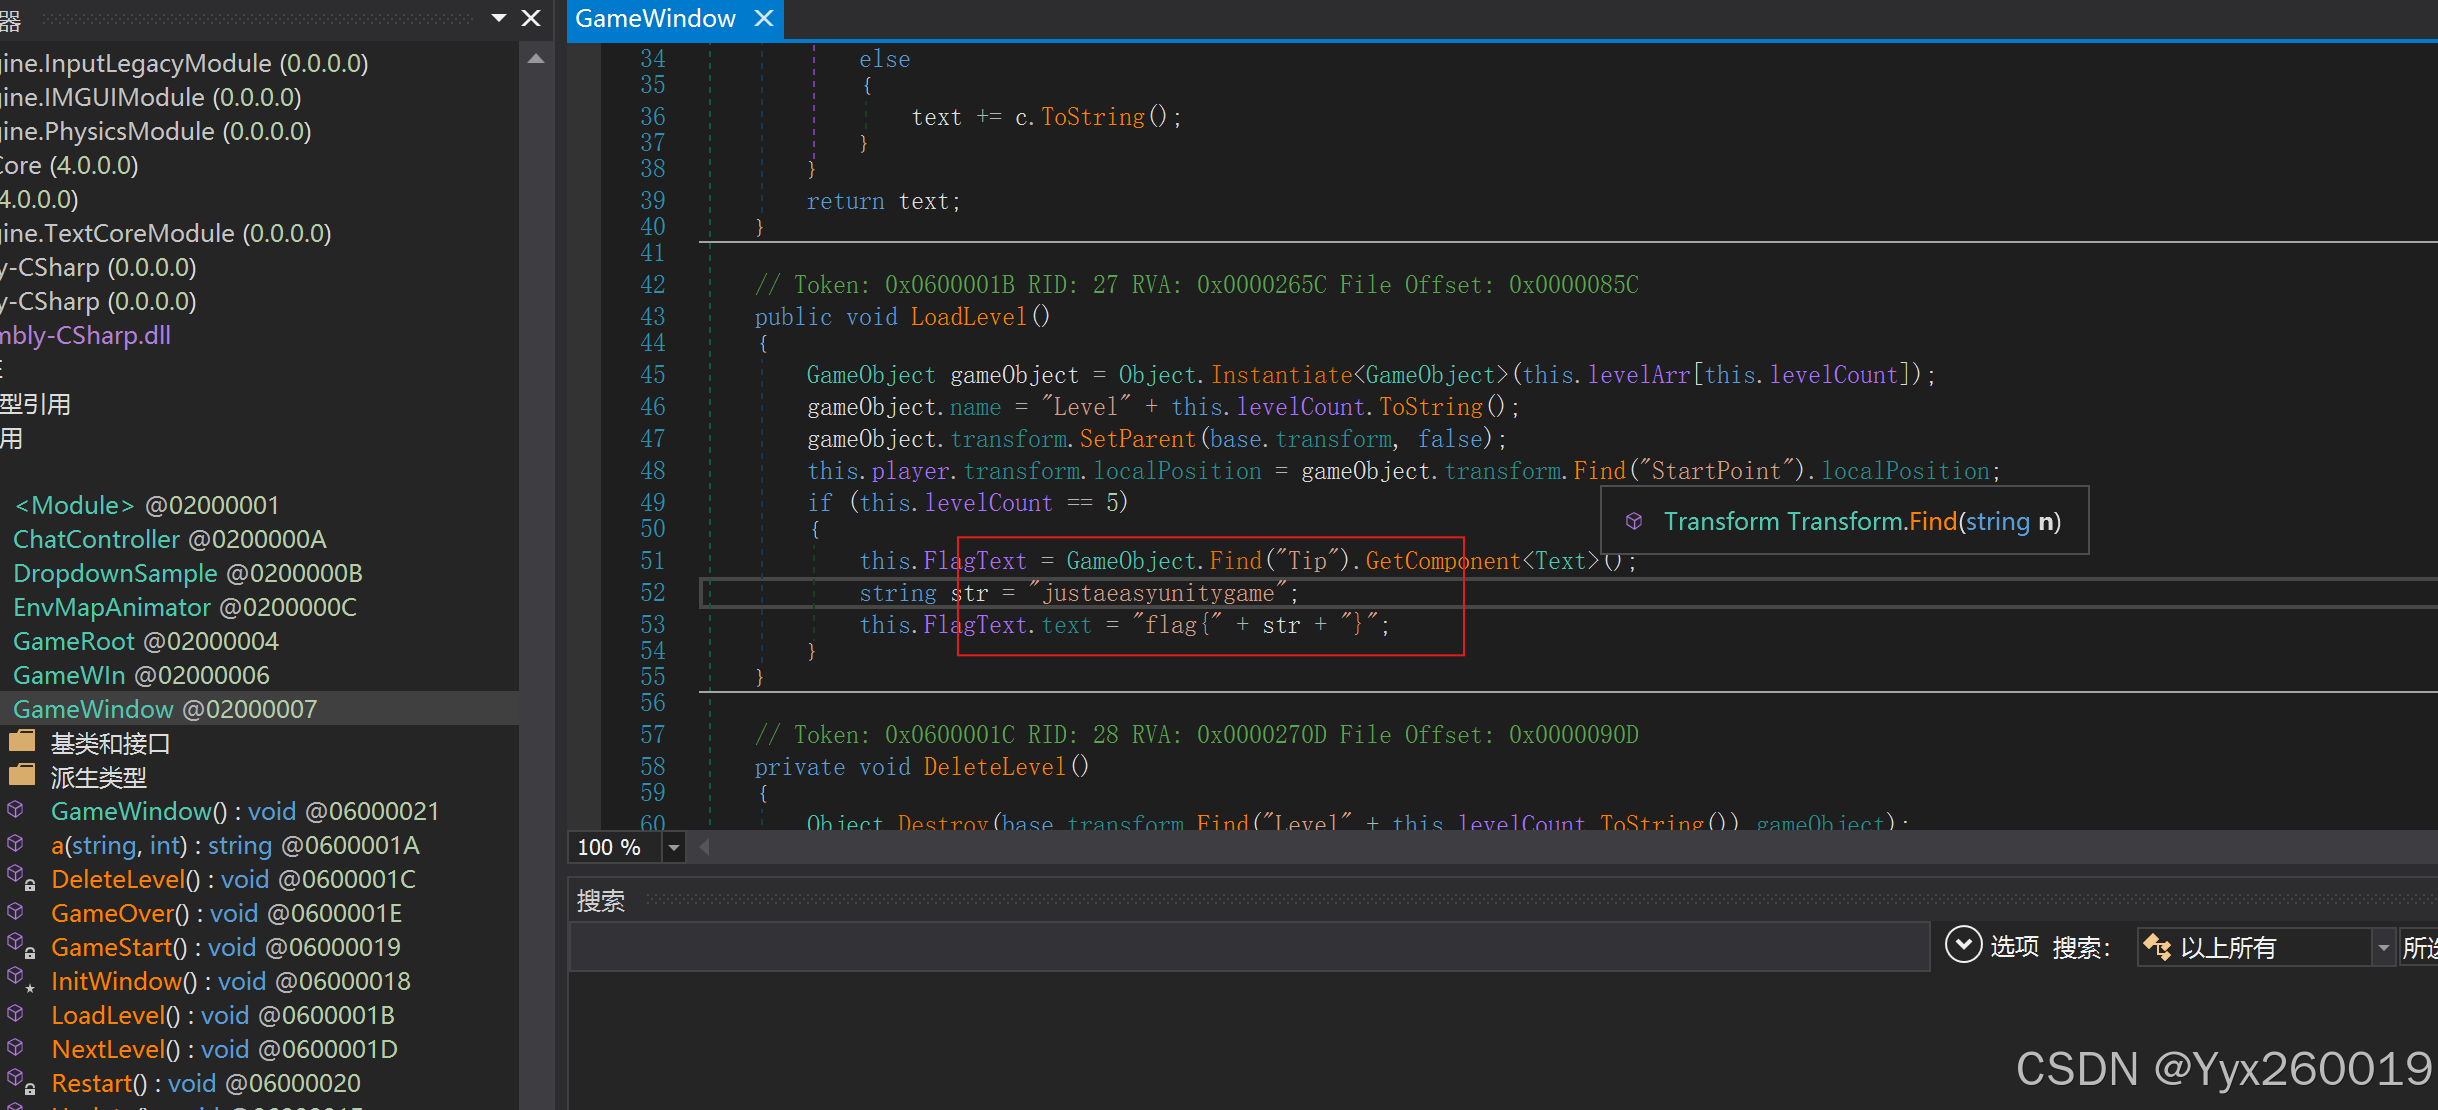 器
GameWindow
gine.InputLegacyModule (0.0.0.0)
gine.IMGUIModule (0.0.0.0)
gine.PhysicsModule (0.0.0.0)
Core (4.0.0.0)
4.0.0.0)
gine.TextCoreModule (0.0.0.0)
y-CSharp (0.0.0.0)
y-CSharp (0.0.0.0)
mbly-CSharp.dll
型引用
用
<Module> @02000001
ChatController @0200000A
DropdownSample @0200000B
EnvMapAnimator @0200000C
GameRoot @02000004
GameWIn @02000006
GameWindow @02000007
基类和接口
派生类型
GameWindow() : void @06000021
a(string, int) : string @0600001A
DeleteLevel() : void @0600001C
GameOver() : void @0600001E
GameStart() : void @06000019
InitWindow() : void @06000018
LoadLevel() : void @0600001B
NextLevel() : void @0600001D
Restart() : void @06000020
34 else
35 {
36 text += c.ToString();
37 }
38 }
39 return text;
40 }
41
42 // Token: 0x0600001B RID: 27 RVA: 0x0000265C File Offset: 0x0000085C
43 public void LoadLevel()
44 {
45 GameObject gameObject = Object.Instantiate<GameObject>(this.levelArr[this.levelCount]);
46 gameObject.name = "Level" + this.levelCount.ToString();
47 gameObject.transform.SetParent(base.transform, false);
48 this.player.transform.localPosition = gameObject.transform.Find("StartPoint").localPosition;
49 if (this.levelCount == 5)
50 {
Transform Transform.Find(string n)
51 this.FlagText = GameObject.Find("Tip").GetComponent<Text>();
52 string str = "justaeasyunitygame";
53 this.FlagText.text = "flag{" + str + "}";
54 }
55 }
56
57 // Token: 0x0600001C RID: 28 RVA: 0x0000270D File Offset: 0x0000090D
58 private void DeleteLevel()
59 {
60 Object.Destroy(base.transform.Find("Level" + this.levelCount.ToString()).gameObject);
100 %
搜索
选项 搜索: 以上所有 所选
CSDN @Yyx260019